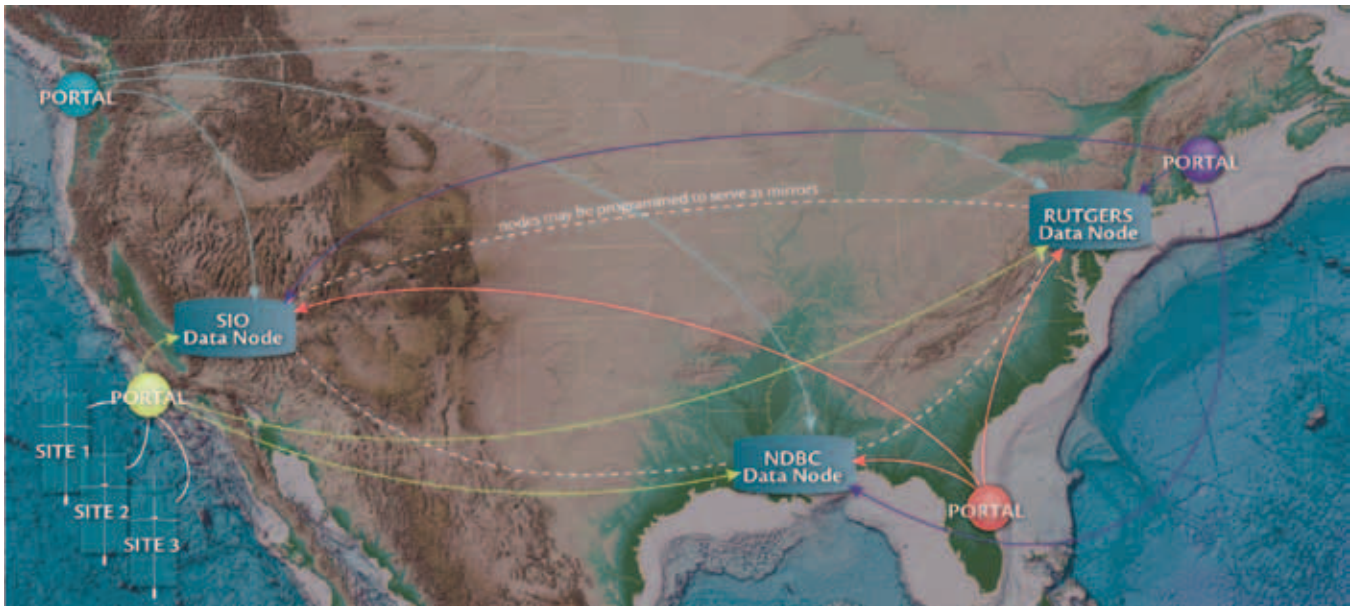 PORTAL
PORTAL
nodes may be programmed to serve as mirrors
RUTGERS
Data Node
SIO
Data Node
PORTAL
SITE 1
NDBC
Data Node
SITE 2
PORTAL
SITE 3